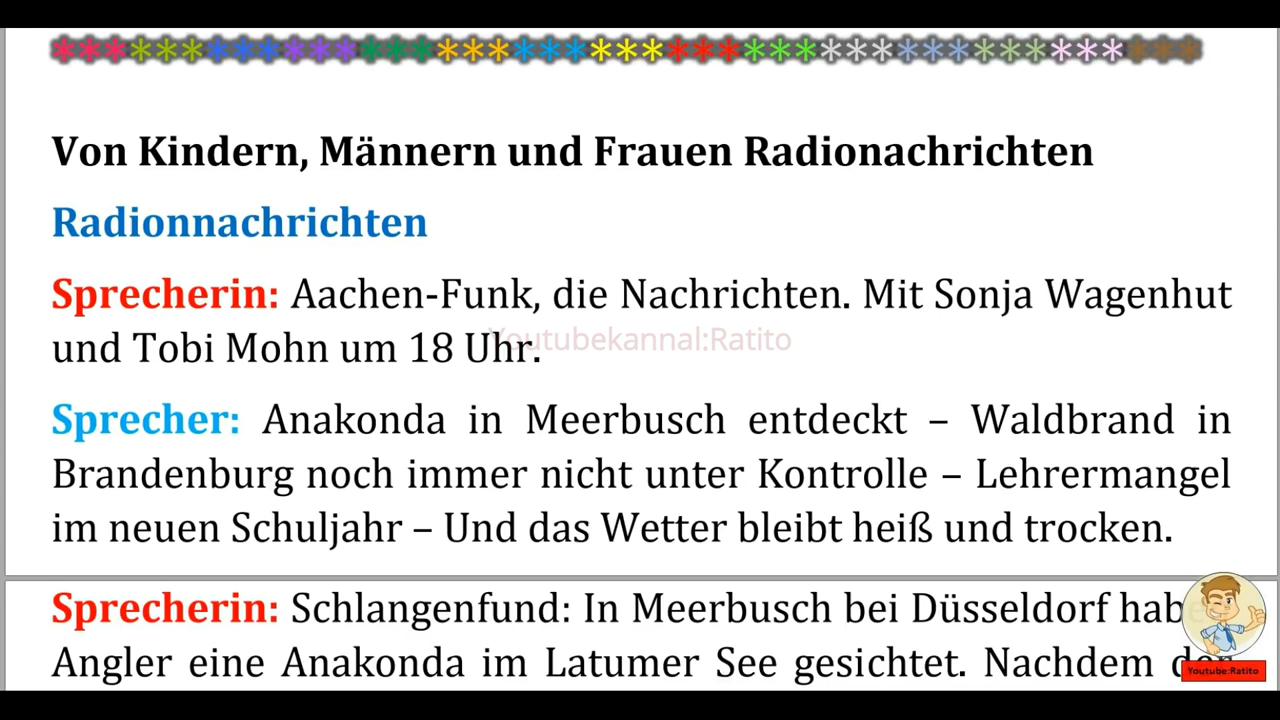 ******************************************
Von Kindern, Männern und Frauen Radionachrichten
Radionnachrichten
Sprecherin: Aachen-Funk, die Nachrichten. Mit Sonja Wagenhut
und Tobi Mohn um 18 Uhr.
Youtubekannal:Ratito
Sprecher: Anakonda in Meerbusch entdeckt – Waldbrand in
Brandenburg noch immer nicht unter Kontrolle – Lehrermangel
im neuen Schuljahr – Und das Wetter bleibt heiß und trocken.
Sprecherin: Schlangenfund: In Meerbusch bei Düsseldorf
Angler eine Anakonda im Latumer See gesichtet. Nachdem
Youtube:Ratito